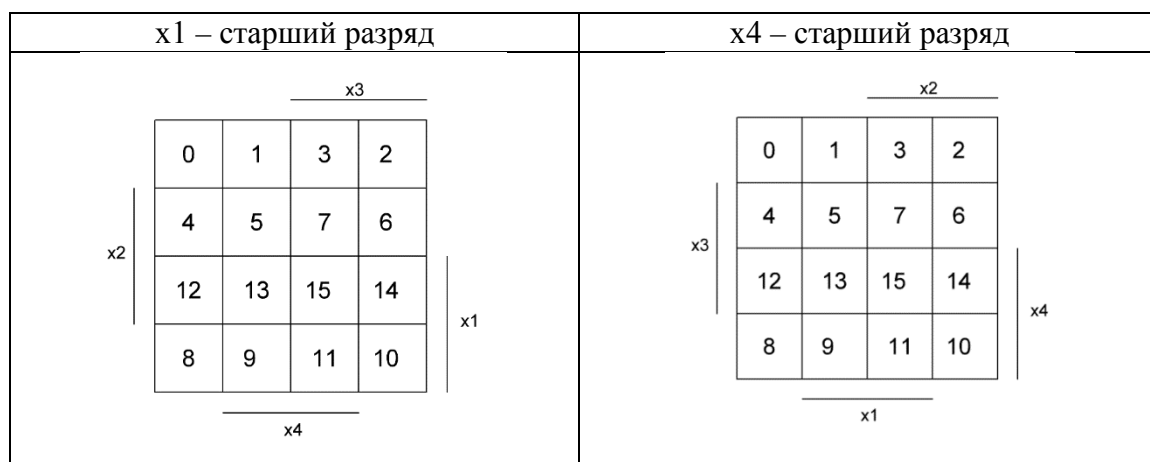 x1 – старший разряд
x3
0 1 3 2
4 5 7 6
x2
12 13 15 14
x1
8 9 11 10
x4
x4 – старший разряд
x2
0 1 3 2
4 5 7 6
x3
12 13 15 14
x4
8 9 11 10
x1